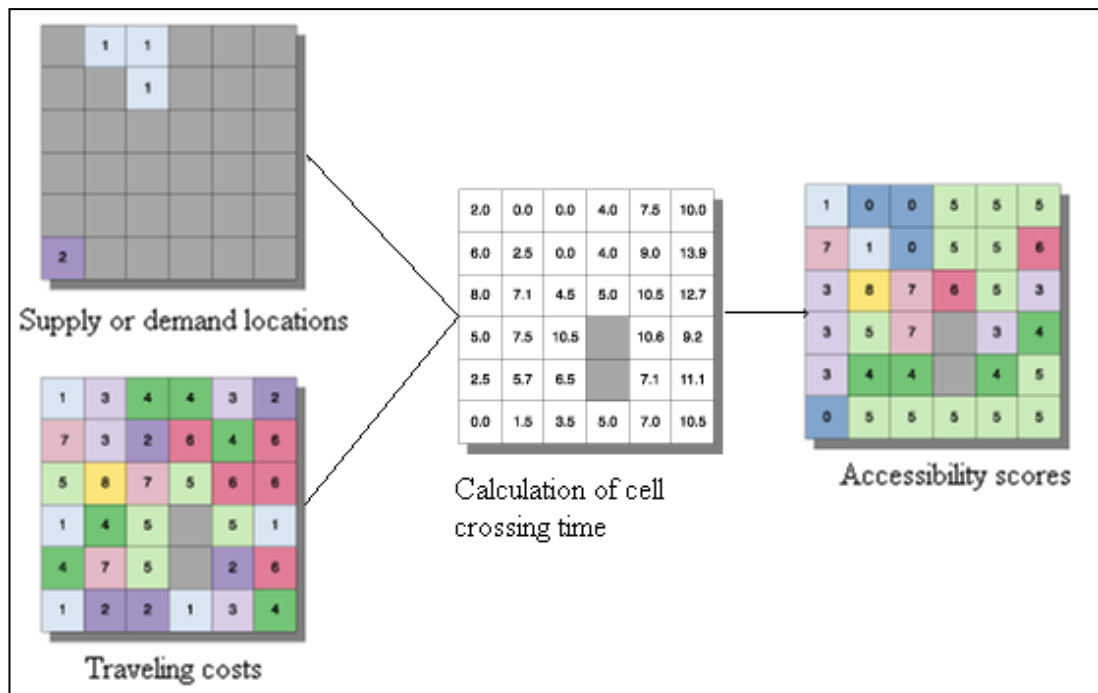 1 1
1
2
Supply or demand locations
1 3 4 4 3 2
7 3 2 6 4 6
5 8 7 5 6 6
1 4 5 5 1
4 7 5 2 6
1 2 2 1 3 4
Traveling costs
2.0 0.0 0.0 4.0 7.5 10.0
6.0 2.5 0.0 4.0 9.0 13.9
8.0 7.1 4.5 5.0 10.5 12.7
5.0 7.5 10.5 10.6 9.2
2.5 5.7 6.5 7.1 11.1
0.0 1.5 3.5 5.0 7.0 10.5
Calculation of cell
crossing time
1 0 0 5 5 5
7 1 0 5 5 6
3 8 7 6 5 3
3 5 7 3 4
3 4 4 4 5
0 5 5 5 5 5
Accessibility scores